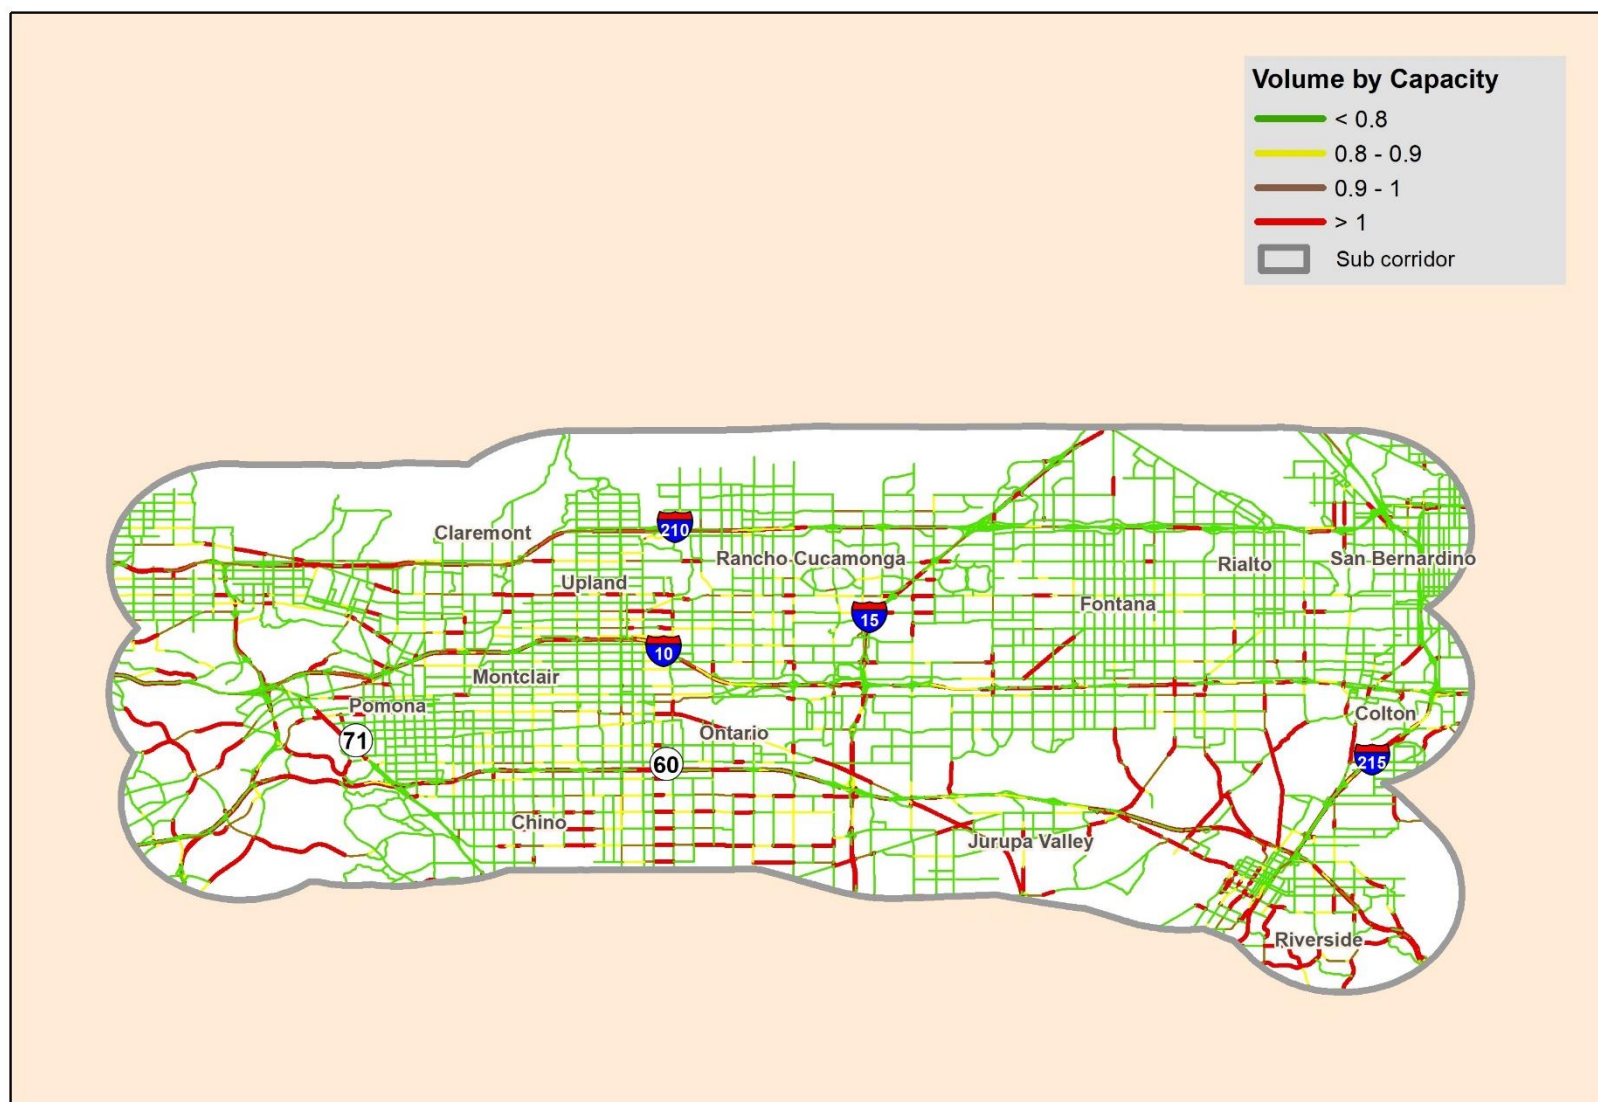 Volume by Capacity
< 0.8
0.8 - 0.9
0.9 - 1
> 1
Sub corridor
210
Claremont
Rancho Cucamonga
San Bernardino
Rialto
Upland
Fontana
15
10
Montclair
Pomona
Colton
71
Ontario
60
215
Chino
Jurupa Valley
Riverside